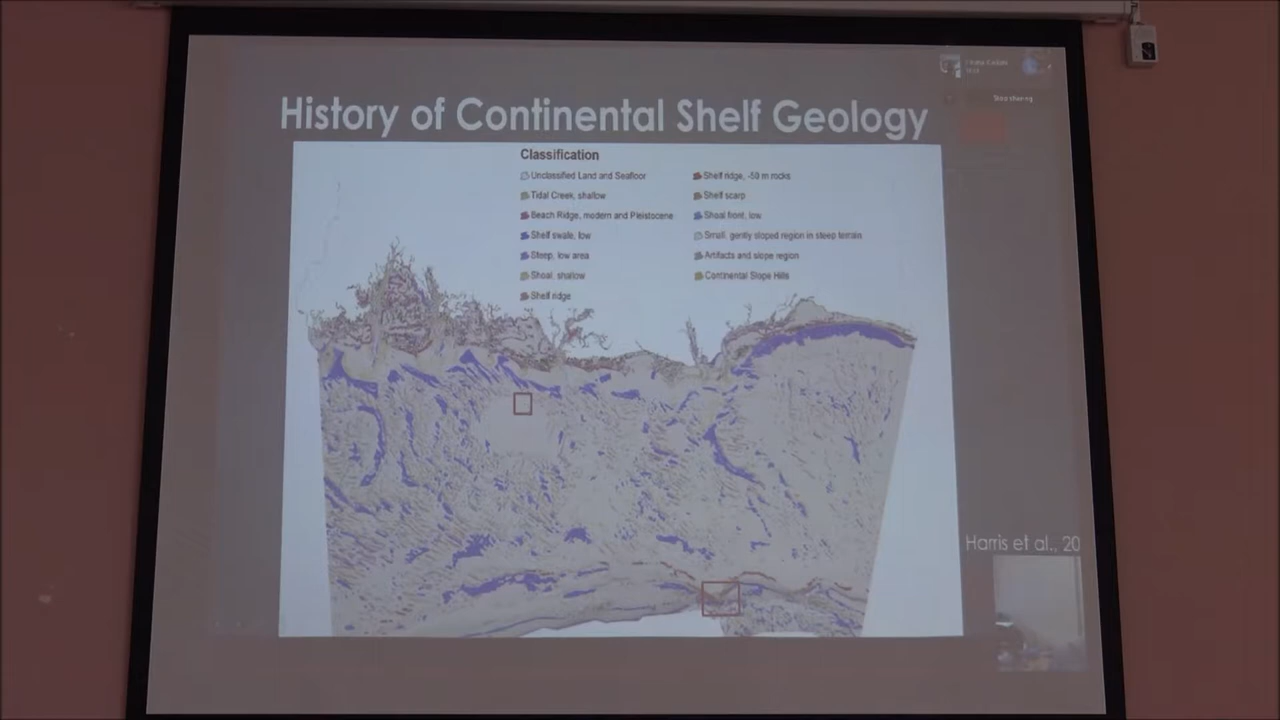 Stop sharing
History of Continental Shelf Geology
Classification
Unclassified Land and Seafloor
Tidal Creek, shallow
Beach Ridge, modern and Pleistocene
Shelf swale, low
Steep, low area
Shoal, shallow
Shelf ridge
Shelf ridge, -50 m rocks
Shelf scarp
Shoal front, low
Small, gently sloped region in steep terrain
Artifacts and slope region
Continental Slope Hills
Harris et al., 20